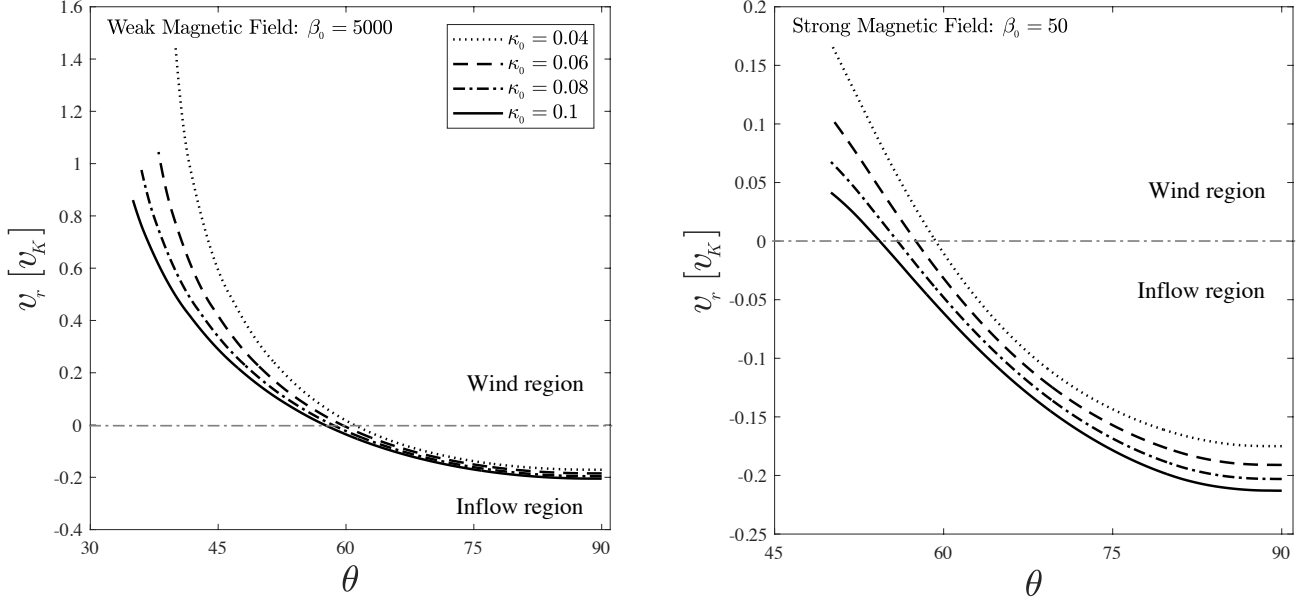 Weak Magnetic Field: β₀ = 5000
κ₀ = 0.04
κ₀ = 0.06
κ₀ = 0.08
κ₀ = 0.1
1.6
1.4
1.2
1
0.8
0.6
0.4
0.2
0
-0.2
-0.4
v_r [v_K]
Wind region
Inflow region
30
45
60
75
90
θ
Strong Magnetic Field: β₀ = 50
0.2
0.15
0.1
0.05
0
-0.05
-0.1
-0.15
-0.2
-0.25
v_r [v_K]
Wind region
Inflow region
45
60
75
90
θ